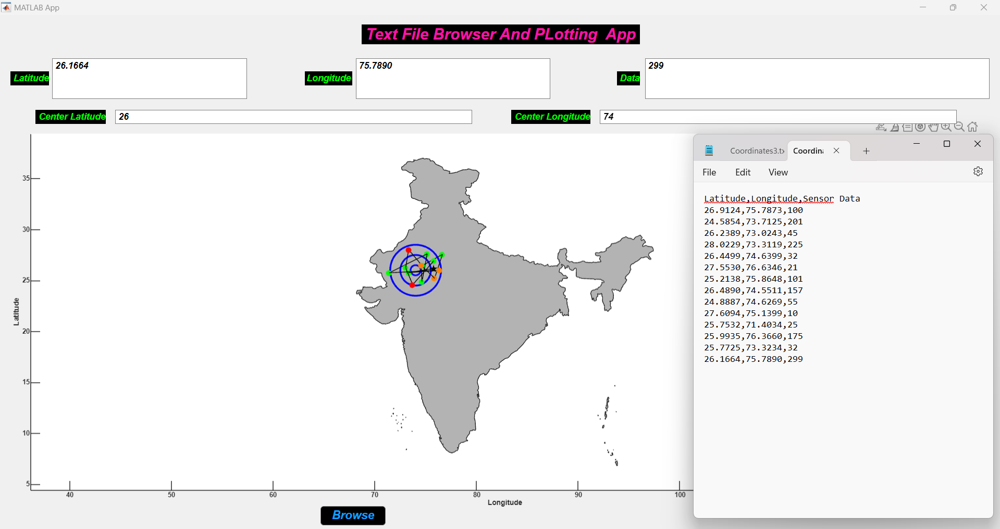 MATLAB App
Text File Browser And PLotting  App
Latitude
26.1664
Longitude
75.7890
Data
299
Center Latitude
26
Center Longitude
74
35
30
25
20
15
10
5
Latitude
40
50
60
70
80
90
100
Longitude
Browse
Coordinates3.tx
Coordina
File
Edit
View
Latitude,Longitude,Sensor Data
26.9124,75.7873,100
24.5854,73.7125,201
26.2389,73.0243,45
28.0229,73.3119,225
26.4499,74.6399,32
27.5530,76.6346,21
25.2138,75.8648,101
26.4890,74.5511,157
24.8887,74.6269,55
27.6094,75.1399,10
25.7532,71.4034,25
25.9935,76.3660,175
25.7725,73.3234,32
26.1664,75.7890,299